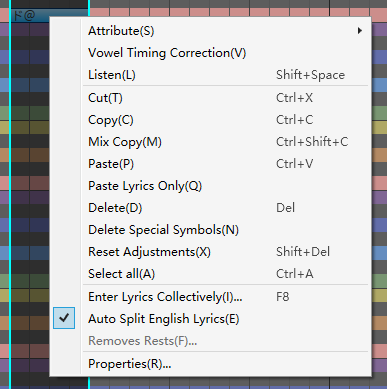 ド@
Attribute(S)
Vowel Timing Correction(V)
Listen(L) Shift+Space
Cut(T) Ctrl+X
Copy(C) Ctrl+C
Mix Copy(M) Ctrl+Shift+C
Paste(P) Ctrl+V
Paste Lyrics Only(Q)
Delete(D) Del
Delete Special Symbols(N)
Reset Adjustments(X) Shift+Del
Select all(A) Ctrl+A
Enter Lyrics Collectively(I)... F8
Auto Split English Lyrics(E)
Removes Rests(F)...
Properties(R)...